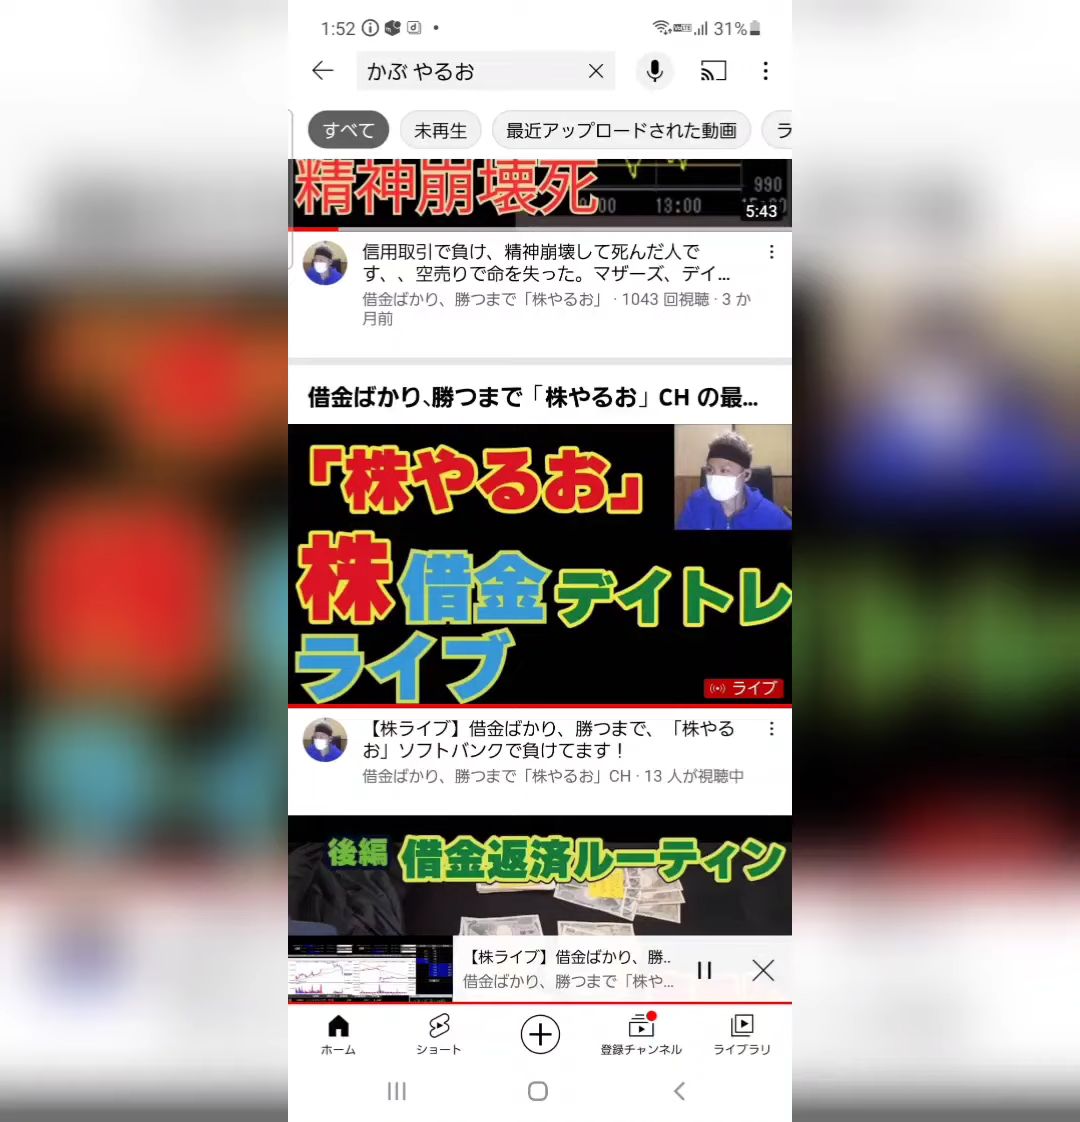 1:52
31%
かぶ やるお
すべて
未再生
最近アップロードされた動画
ラ
精神崩壊死
990
13:00
5:43
信用取引で負け、精神崩壊して死んだ人で
す、、空売りで命を失った。マザーズ、デイ...
借金ばかり、勝つまで「株やるお」 · 1043 回視聴 · 3 か
月前
借金ばかり、勝つまで「株やるお」CH の最...
「株やるお」
株 借金 デイトレ
ライブ
ライブ
【株ライブ】借金ばかり、勝つまで、「株やる
お」ソフトバンクで負けてます！
借金ばかり、勝つまで「株やるお」CH · 13 人が視聴中
後編 借金返済ルーティン
【株ライブ】借金ばかり、勝..
借金ばかり、勝つまで「株や...
ホーム
ショート
登録チャンネル
ライブラリ